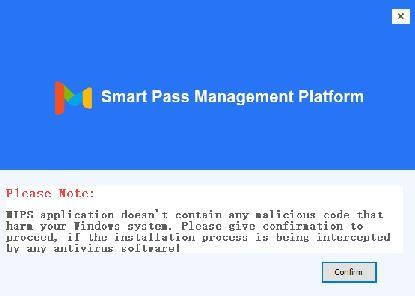 Smart Pass Management Platform
Please Note:
MIPS application doesn't contain any malicious code that
harm your Windows system. Please give confirmation to
proceed, if the installation process is being intercepted
by any antivirus software!
Confirm